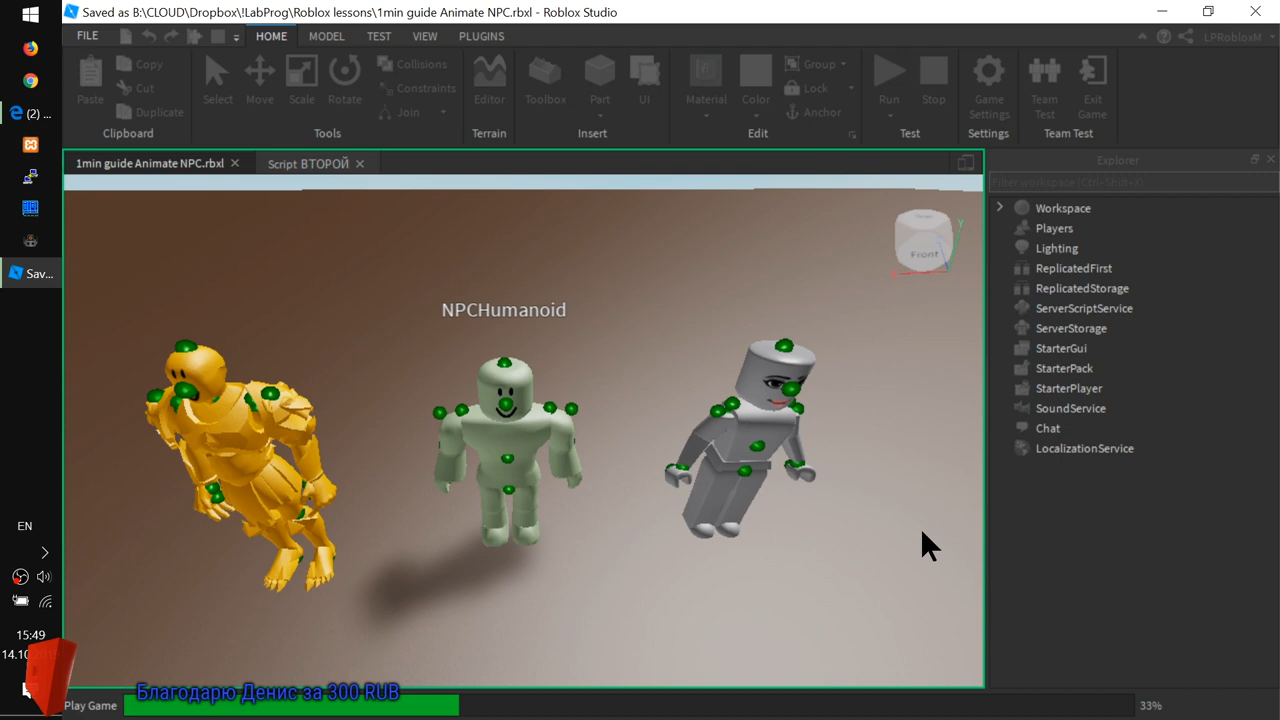 Saved as B:\CLOUD\Dropbox\!LabProg\Roblox lessons\1min guide Animate NPC.rbxl - Roblox Studio
FILE HOME MODEL TEST VIEW PLUGINS
LPRobloxM
Paste
Copy
Cut
Duplicate
Clipboard
Select
Move
Scale
Rotate
Collisions
Constraints
Join
Tools
Editor
Terrain
Toolbox
Part
UI
Insert
Material
Color
Group
Lock
Anchor
Edit
Run
Stop
Test
Game
Settings
Settings
Team
Test
Exit
Game
Team Test
(2) ...
Sav...
1min guide Animate NPC.rbxl
Script ВТОРОЙ
Front
NPCHumanoid
Explorer
Filter workspace (Ctrl+Shift+X)
Workspace
Players
Lighting
ReplicatedFirst
ReplicatedStorage
ServerScriptService
ServerStorage
StarterGui
StarterPack
StarterPlayer
SoundService
Chat
LocalizationService
EN
15:49
Благодарю Денис за 300 RUB
Play Game
33%